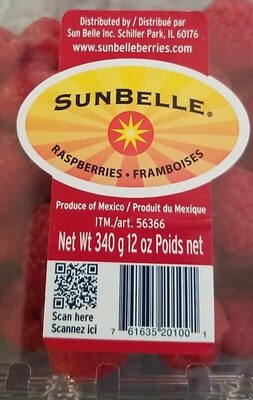 Distributed by / Distribué par
Sun Belle Inc. Schiller Park, IL 60176
www.sunbelleberries.com
SUNBELLE®
RASPBERRIES • FRAMBOISES
Produce of Mexico / Produit du Mexique
ITM./art. 56366
Net Wt 340 g 12 oz Poids net
Scan here
Scannez ici
7 61635 20100 1